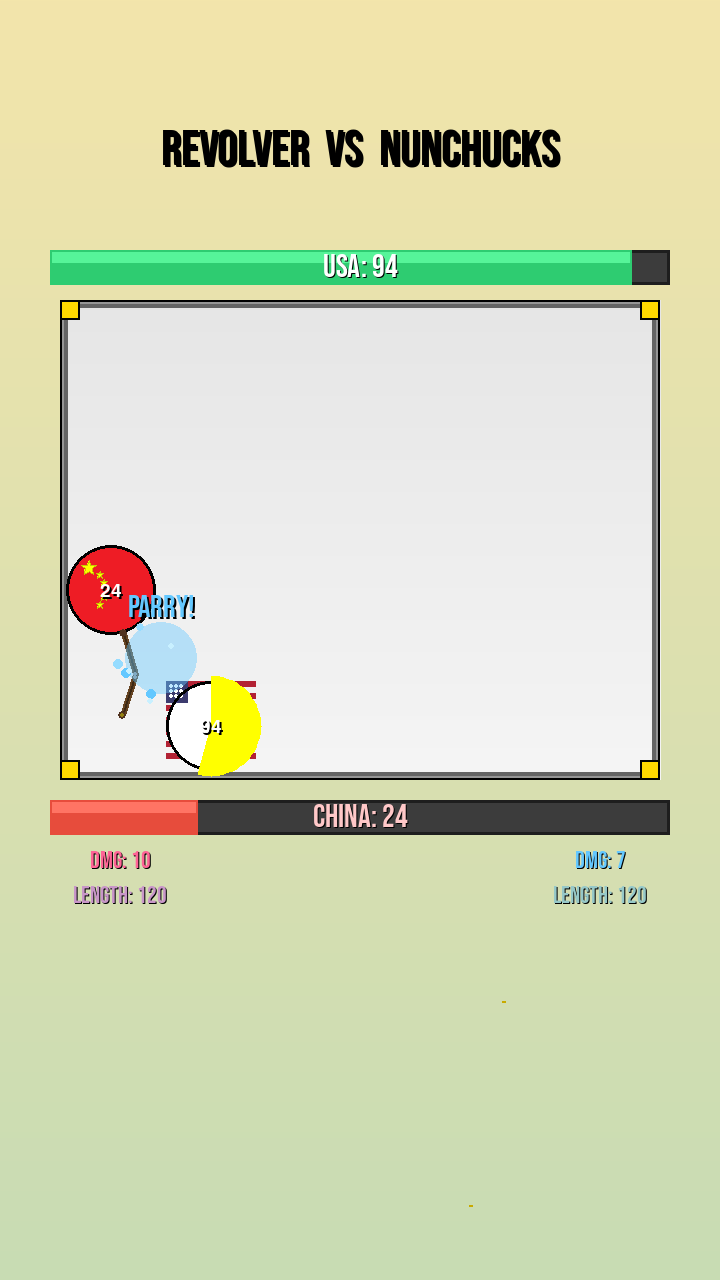 REVOLVER VS NUNCHUCKS
USA: 94
24
PARRY!
94
CHINA: 24
DMG: 10
DMG: 7
LENGTH: 120
LENGTH: 120